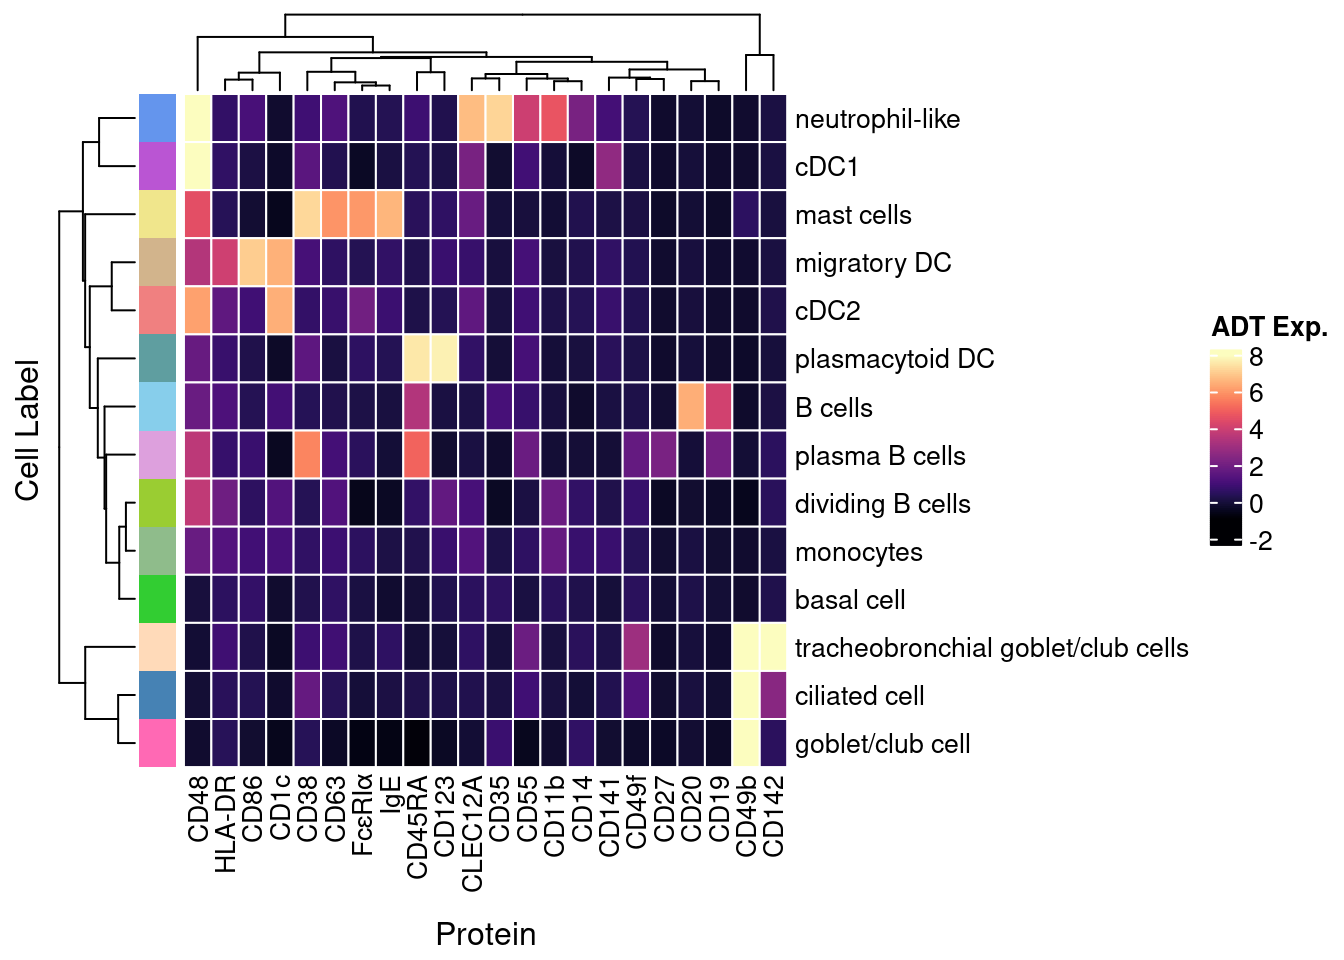 neutrophil-like
cDC1
mast cells
migratory DC
cDC2
plasmacytoid DC
B cells
plasma B cells
dividing B cells
monocytes
basal cell
tracheobronchial goblet/club cells
ciliated cell
goblet/club cell
Cell Label
ADT Exp.
8
6
4
2
0
-2
CD48
HLA-DR
CD86
CD1c
CD38
CD63
FcεRIα
IgE
CD45RA
CD123
CLEC12A
CD35
CD55
CD11b
CD14
CD141
CD49f
CD27
CD20
CD19
CD49b
CD142
Protein